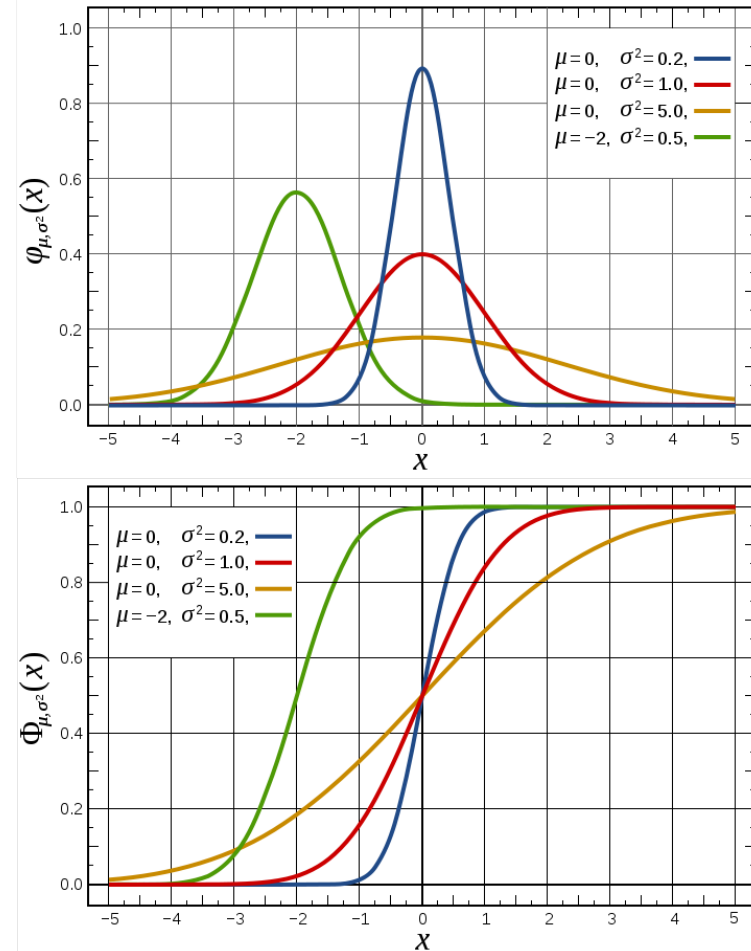 1.0
0.8
0.6
0.4
0.2
0.0
φμ,σ²(x)
μ=0, σ²=0.2,
μ=0, σ²=1.0,
μ=0, σ²=5.0,
μ=−2, σ²=0.5,
−5 −4 −3 −2 −1 0 1 2 3 4 5
x
1.0
0.8
0.6
0.4
0.2
0.0
Φμ,σ²(x)
μ=0, σ²=0.2,
μ=0, σ²=1.0,
μ=0, σ²=5.0,
μ=−2, σ²=0.5,
−5 −4 −3 −2 −1 0 1 2 3 4 5
x